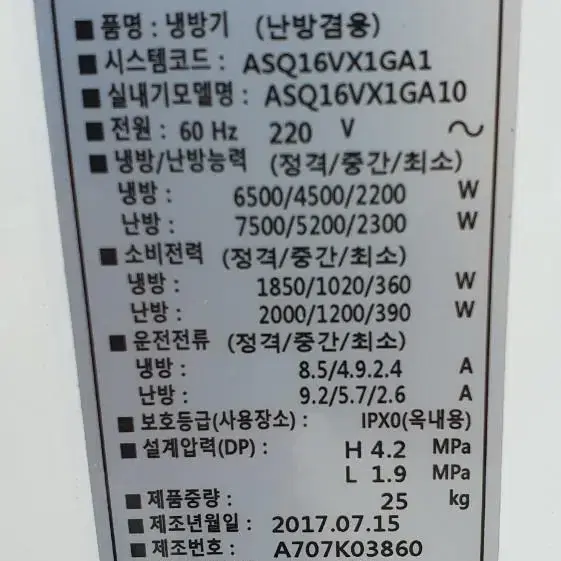 ■ 품명 : 냉방기 (난방겸용)
■ 시스템코드 : ASQ16VX1GA1
■ 실내기모델명 : ASQ16VX1GA10
■ 전원 : 60 Hz 220 V ~
■ 냉방/난방능력 (정격/중간/최소)
냉방 : 6500/4500/2200 W
난방 : 7500/5200/2300 W
■ 소비전력 (정격/중간/최소)
냉방 : 1850/1020/360 W
난방 : 2000/1200/390 W
■ 운전전류 (정격/중간/최소)
냉방 : 8.5/4.9.2.4 A
난방 : 9.2/5.7/2.6 A
■ 보호등급(사용장소) : IPX0(옥내용)
■ 설계압력(DP) : H 4.2 MPa
L 1.9 MPa
■ 제품중량 : 25 kg
■ 제조년월일 : 2017.07.15
■ 제조번호 : A707K03860